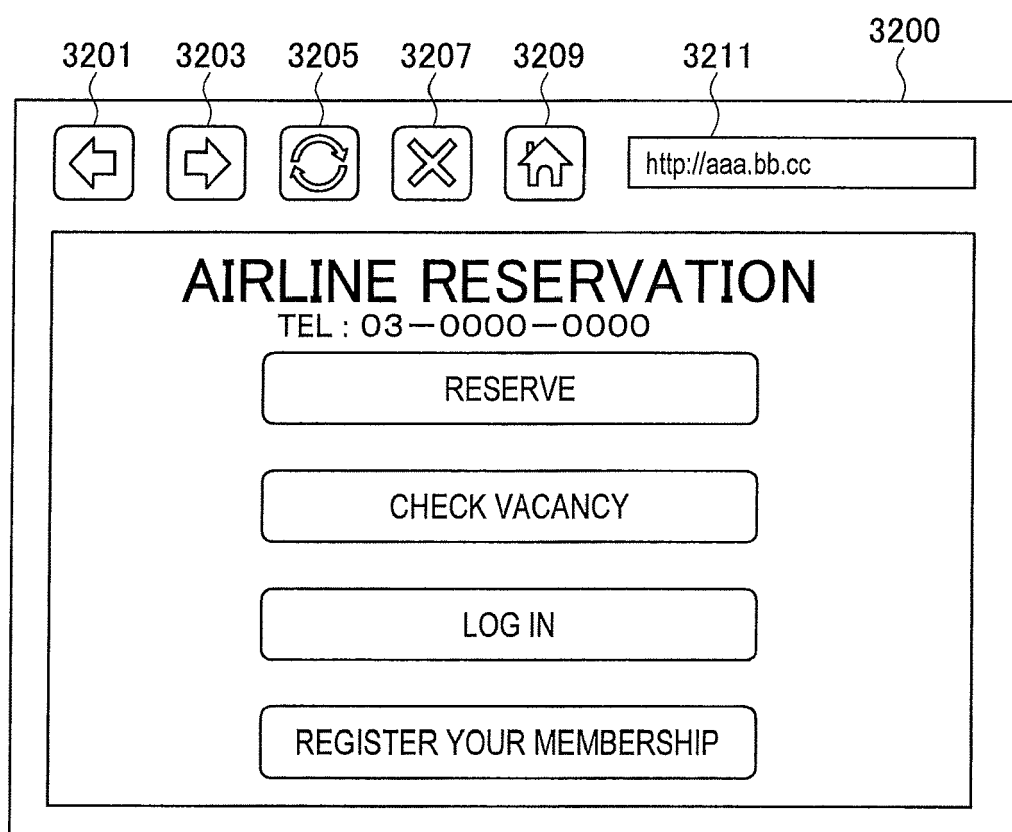 3200
3201 3203 3205 3207 3209 3211
http://aaa.bb.cc
AIRLINE RESERVATION
TEL : 03-0000-0000
RESERVE
CHECK VACANCY
LOG IN
REGISTER YOUR MEMBERSHIP